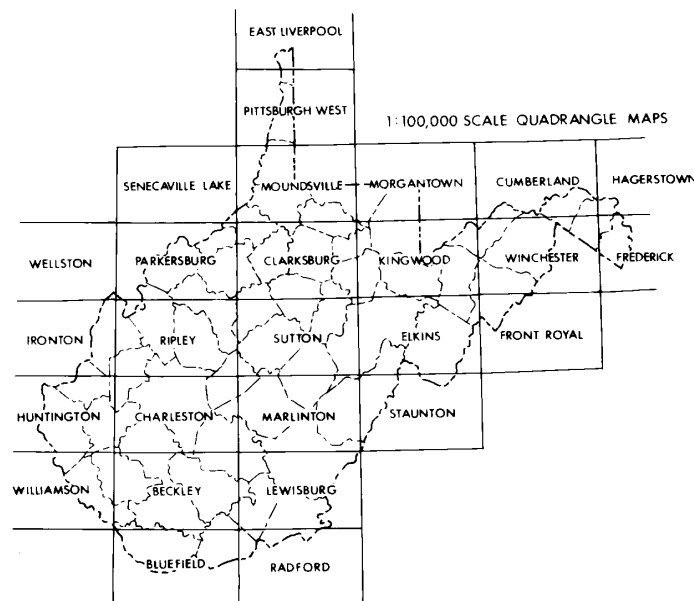 EAST LIVERPOOL
PITTSBURGH WEST
1:100,000 SCALE QUADRANGLE MAPS
SENECAVILLE LAKE MOUNDSVILLE MORGANTOWN CUMBERLAND HAGERSTOWN
WELLSTON PARKERSBURG CLARKSBURG KINGWOOD WINCHESTER FREDERICK
IRONTON RIPLEY SUTTON ELKINS FRONT ROYAL
HUNTINGTON CHARLESTON MARLINTON STAUNTON
WILLIAMSON BECKLEY LEWISBURG
BLUEFIELD RADFORD